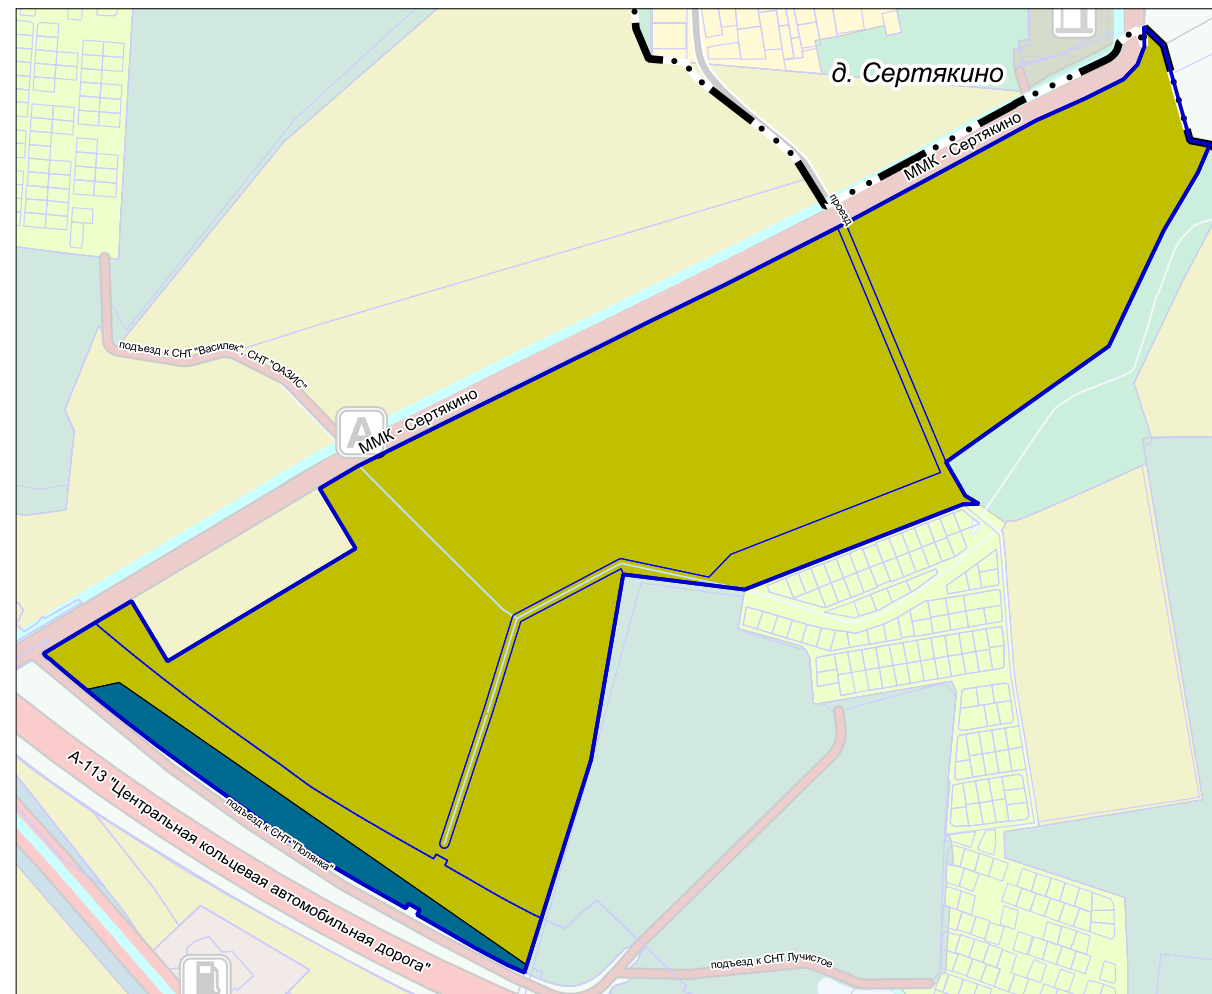 д. Сертякино
ММК - Сертякино
проезд
подъезд к СНТ "Василек", СНТ "ОАЗИС"
А
ММК - Сертякино
А-113 "Центральная кольцевая автомобильная дорога"
подъезд к СНТ "Полянка"
подъезд к СНТ Лучистое